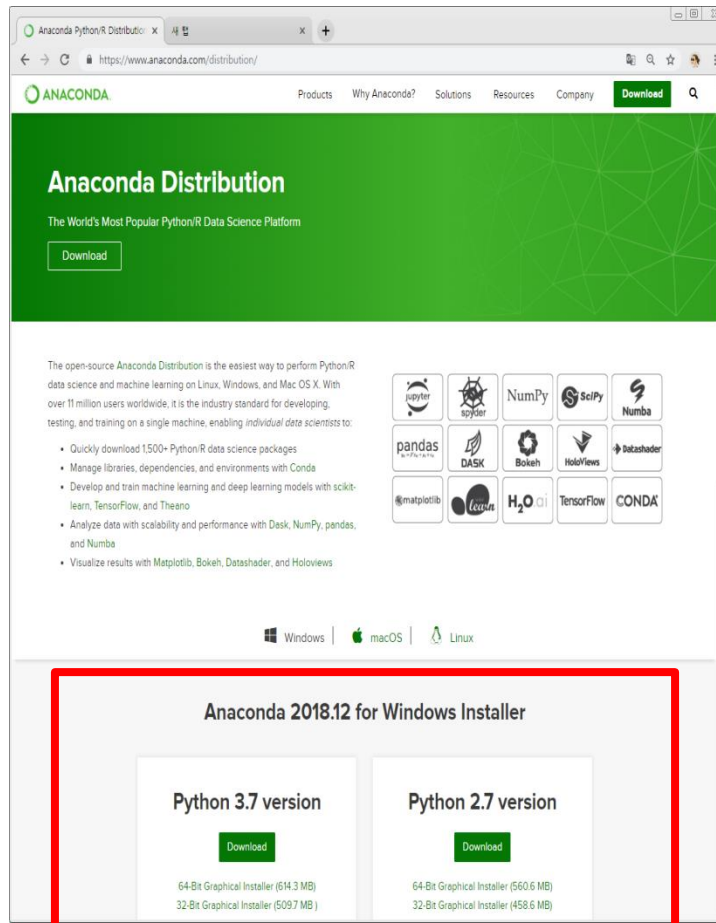 Anaconda Python/R Distribution
새 탭
https://www.anaconda.com/distribution/
ANACONDA.
Products Why Anaconda? Solutions Resources Company Download
Anaconda Distribution
The World's Most Popular Python/R Data Science Platform
Download
The open-source Anaconda Distribution is the easiest way to perform Python/R
data science and machine learning on Linux, Windows, and Mac OS X. With
over 11 million users worldwide, it is the industry standard for developing,
testing, and training on a single machine, enabling individual data scientists to:
• Quickly download 1,500+ Python/R data science packages
• Manage libraries, dependencies, and environments with Conda
• Develop and train machine learning and deep learning models with scikit-
learn, TensorFlow, and Theano
• Analyze data with scalability and performance with Dask, NumPy, pandas,
and Numba
• Visualize results with Matplotlib, Bokeh, Datashader, and Holoviews
jupyter spyder NumPy SciPy Numba
pandas DASK Bokeh HoloViews Datashader
matplotlib learn H2O.ai TensorFlow CONDA
Windows macOS Linux
Anaconda 2018.12 for Windows Installer
Python 3.7 version
Download
64-Bit Graphical Installer (614.3 MB)
32-Bit Graphical Installer (509.7 MB )
Python 2.7 version
Download
64-Bit Graphical Installer (560.6 MB)
32-Bit Graphical Installer (458.6 MB)